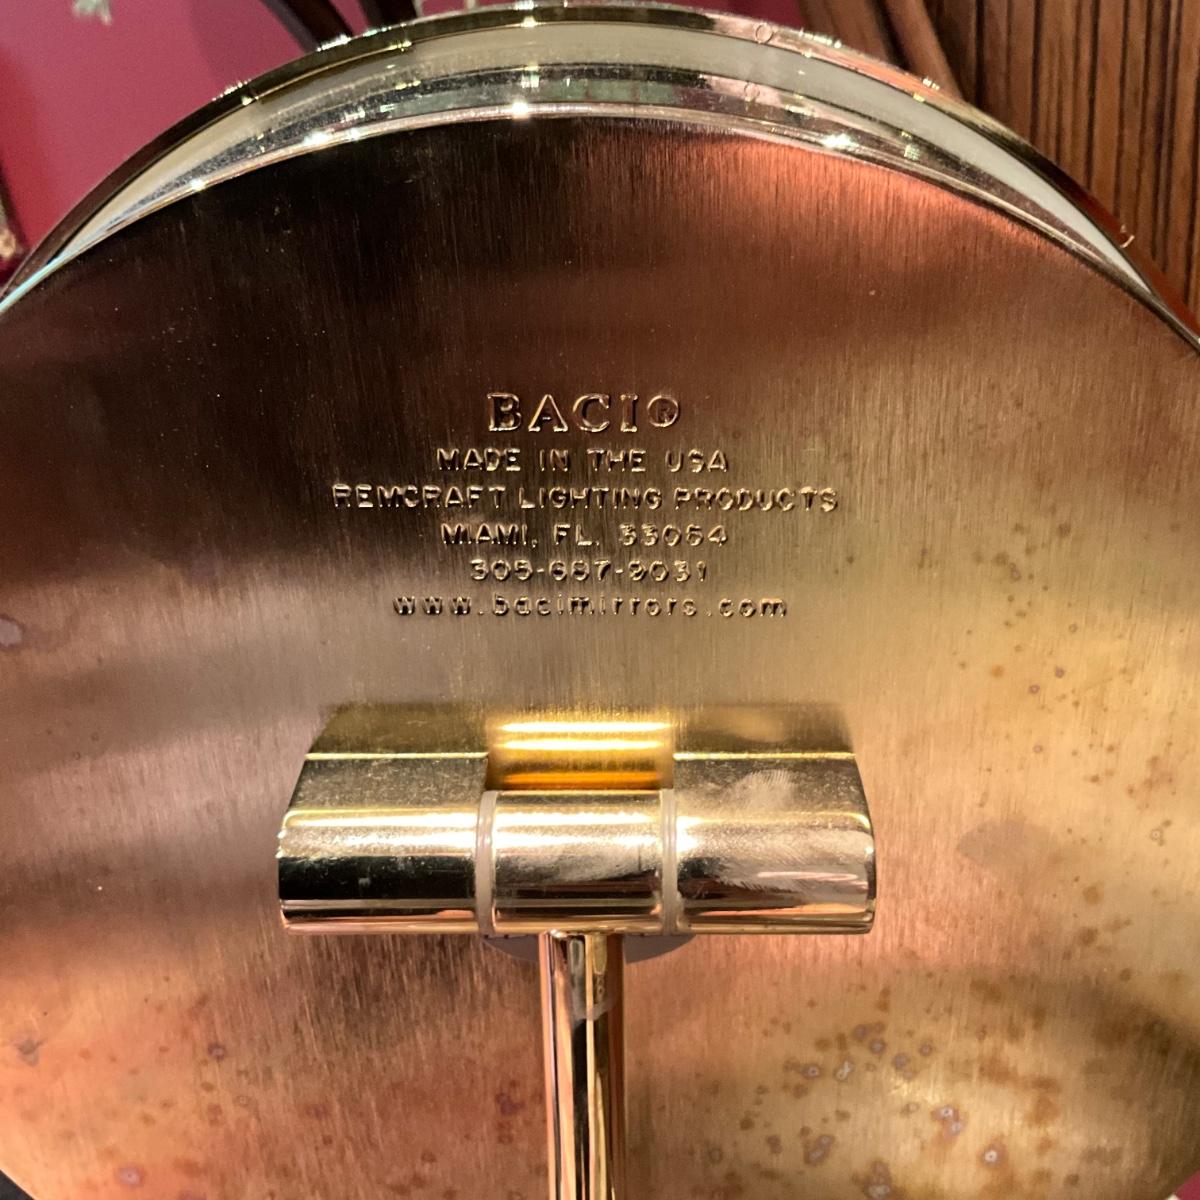 BACI®
MADE IN THE USA
REMCRAFT LIGHTING PRODUCTS
MIAMI, FL. 33054
305-687-9031
www.bacimirrors.com